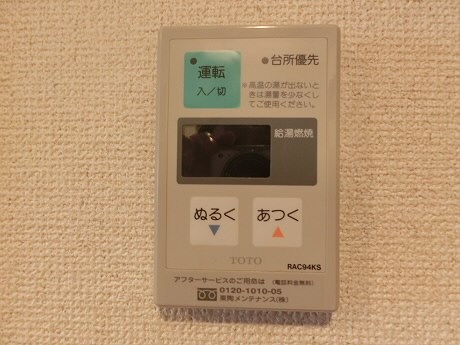 運転
入／切
台所優先
＊高温の湯が出ないと
きは湯量を少なくし
てご使用ください。
給湯燃焼
ぬるく
あつく
TOTO
RAC94KS
アフターサービスのご用命は（電話料金無料）
0120-1010-05
東陶メンテナンス(株)